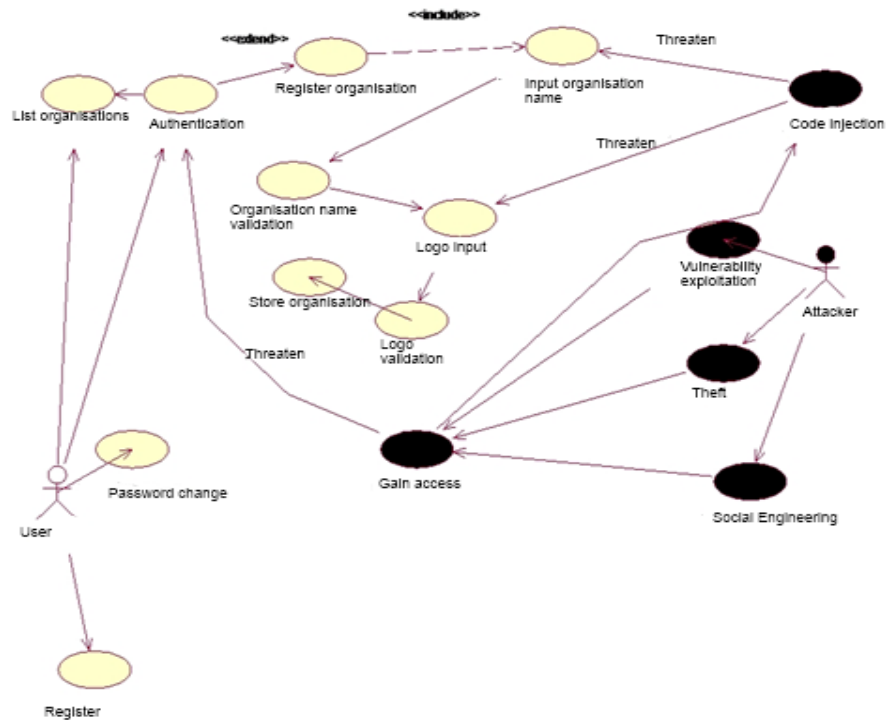 <<include>>
<<extend>>
Threaten
Register organisation
Input organisation
name
List organisations
Authentication
Code Injection
Threaten
Organisation name
validation
Logo Input
Vulnerability
exploitation
Store organisation
Attacker
Logo
validation
Threaten
Theft
Gain access
Password change
Social Engineering
User
Register